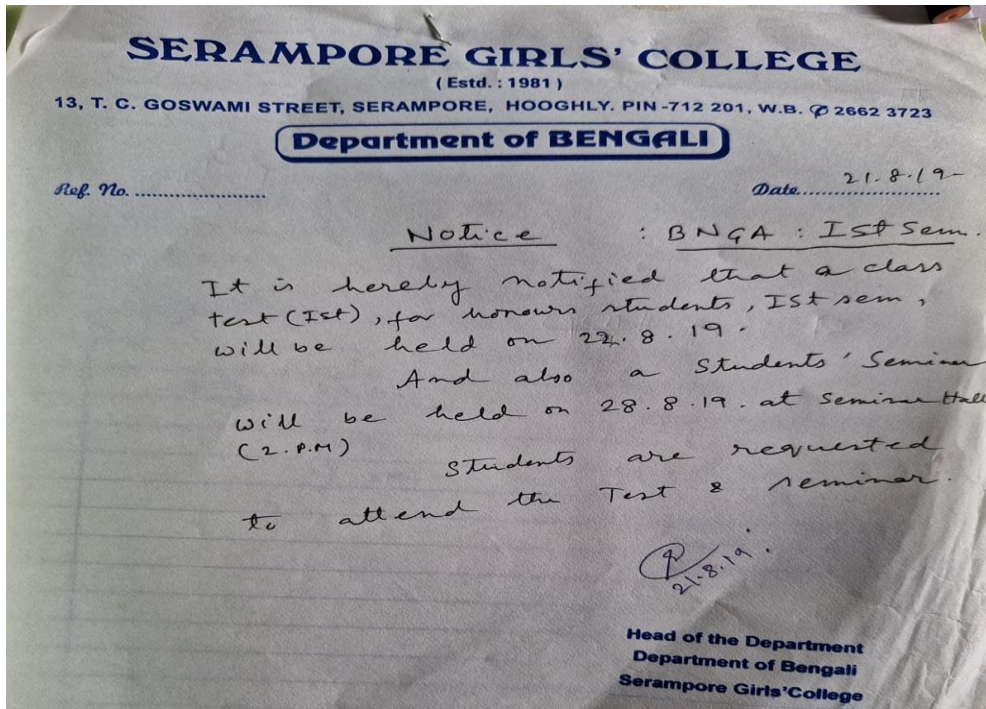 SERAMPORE GIRLS' COLLEGE
( Estd. : 1981 )
13, T. C. GOSWAMI STREET, SERAMPORE, HOOGHLY. PIN -712 201, W.B. ✆ 2662 3723
Department of BENGALI
Ref. No. ........................ Date........................ 21.8.19
Notice : BNGA : Ist Sem.
It is hereby notified that a class
test (Ist), for honours students, ISt sem,
will be held on 22.8.19.
And also a Students' Seminar
will be held on 28.8.19. at Seminar Hall
(2.P.M)
Students are requested
to attend the Test & seminar.
21.8.19.
Head of the Department
Department of Bengali
Serampore Girls'College